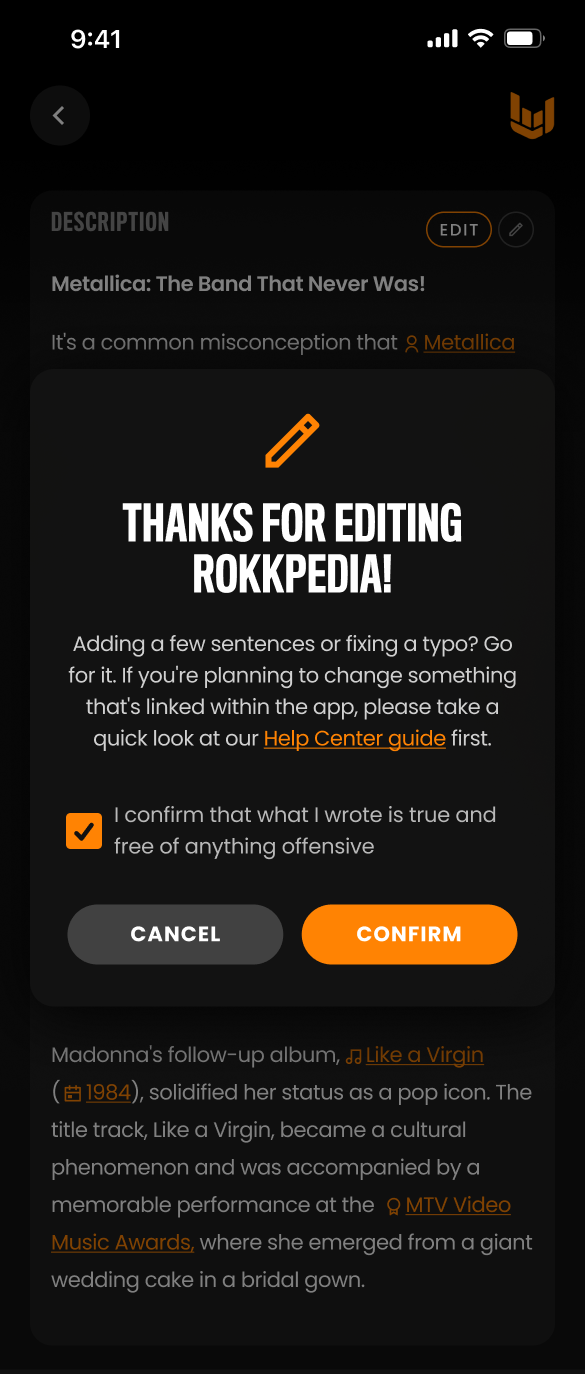 9:41
DESCRIPTION
EDIT
Metallica: The Band That Never Was!
It's a common misconception that Metallica
THANKS FOR EDITING
ROKKPEDIA!
Adding a few sentences or fixing a typo? Go
for it. If you're planning to change something
that's linked within the app, please take a
quick look at our Help Center guide first.
I confirm that what I wrote is true and
free of anything offensive
CANCEL
CONFIRM
Madonna's follow-up album, Like a Virgin
(1984), solidified her status as a pop icon. The
title track, Like a Virgin, became a cultural
phenomenon and was accompanied by a
memorable performance at the MTV Video
Music Awards, where she emerged from a giant
wedding cake in a bridal gown.